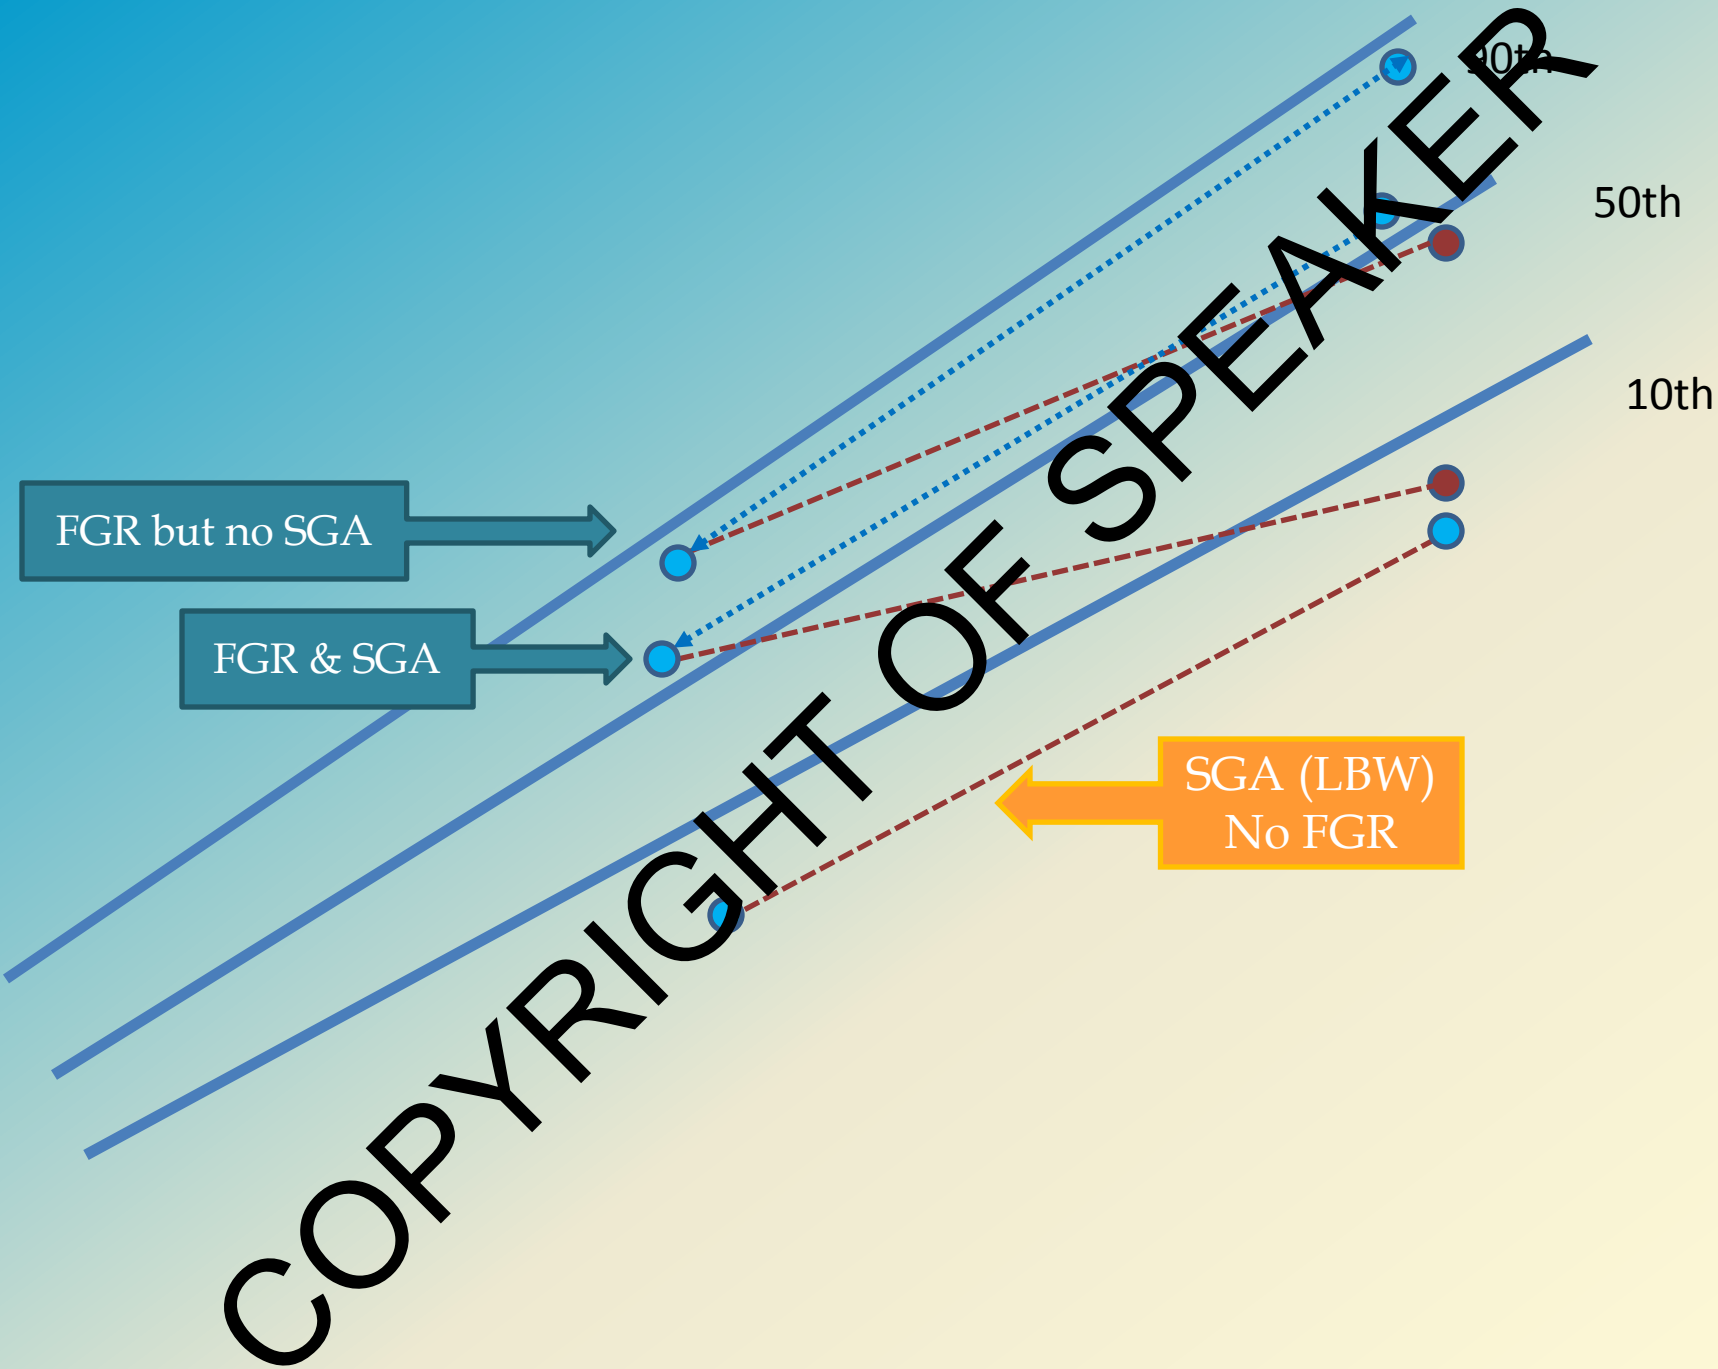 90th
50th
10th
FGR but no SGA
FGR & SGA
SGA (LBW)
No FGR
COPYRIGHT OF SPEAKER